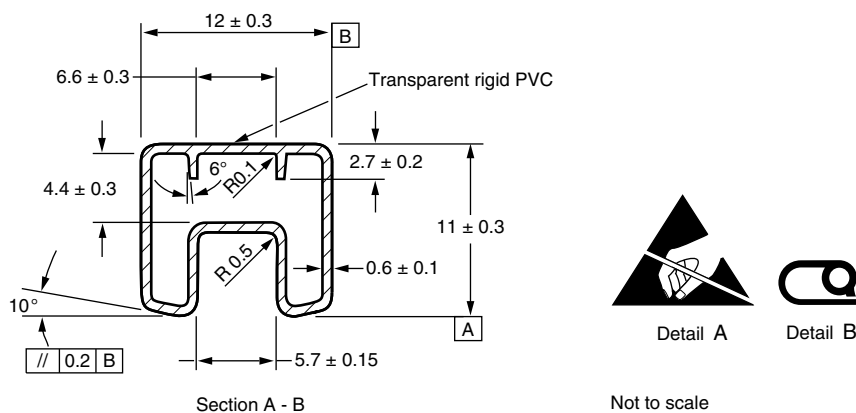 12 ± 0.3
B
6.6 ± 0.3
Transparent rigid PVC
6°
R0.1
2.7 ± 0.2
4.4 ± 0.3
11 ± 0.3
R 0.5
0.6 ± 0.1
10°
A
// 0.2 B
5.7 ± 0.15
Detail A
Detail B
Section A - B
Not to scale